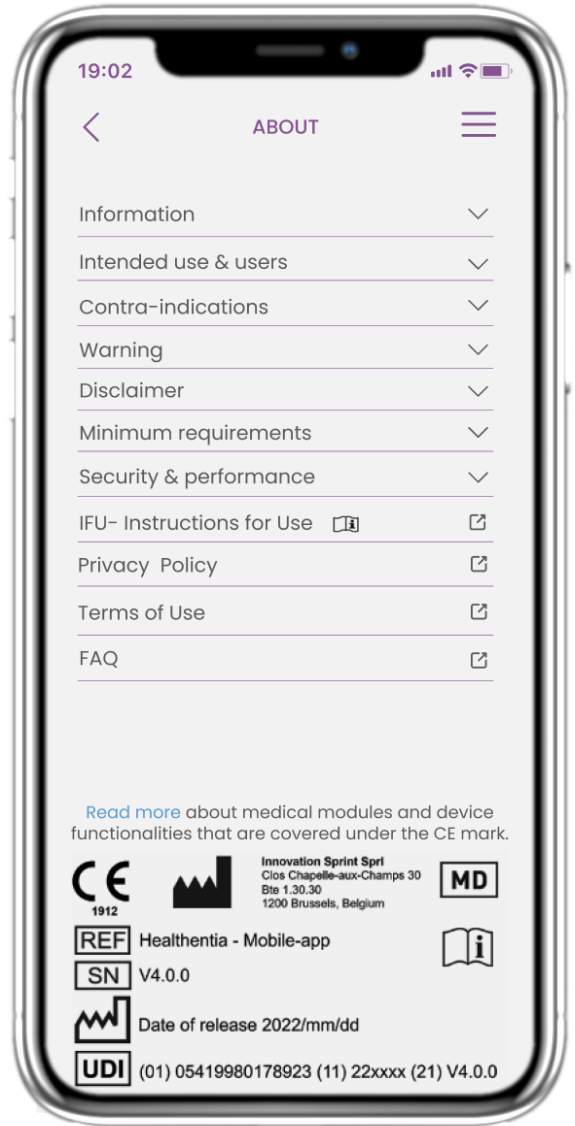 19:02
ABOUT
Information
Intended use & users
Contra-indications
Warning
Disclaimer
Minimum requirements
Security & performance
IFU- Instructions for Use
Privacy Policy
Terms of Use
FAQ
Read more about medical modules and device
functionalities that are covered under the CE mark.
CE
1912
Innovation Sprint Sprl
Clos Chapelle-aux-Champs 30
Bte 1.30.30
1200 Brussels, Belgium
MD
REF Healthentia - Mobile-app
i
SN V4.0.0
Date of release 2022/mm/dd
UDI (01) 05419980178923 (11) 22xxxx (21) V4.0.0